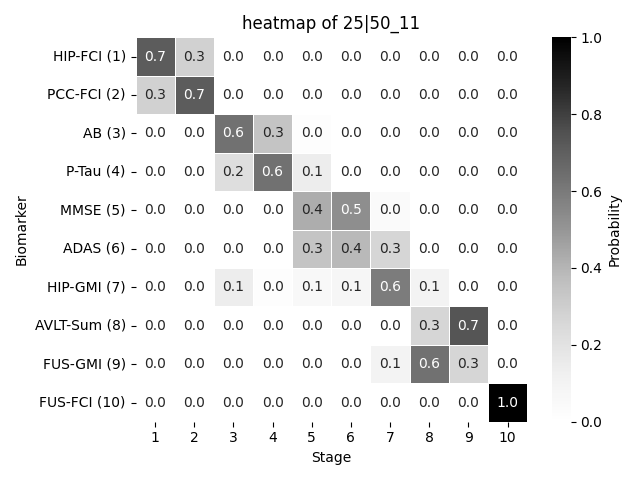 heatmap of 25|50_11
HIP-FCI (1) 0.7 0.3 0.0 0.0 0.0 0.0 0.0 0.0 0.0 0.0
PCC-FCI (2) 0.3 0.7 0.0 0.0 0.0 0.0 0.0 0.0 0.0 0.0
AB (3) 0.0 0.0 0.6 0.3 0.0 0.0 0.0 0.0 0.0 0.0
P-Tau (4) 0.0 0.0 0.2 0.6 0.1 0.0 0.0 0.0 0.0 0.0
MMSE (5) 0.0 0.0 0.0 0.0 0.4 0.5 0.0 0.0 0.0 0.0
ADAS (6) 0.0 0.0 0.0 0.0 0.3 0.4 0.3 0.0 0.0 0.0
HIP-GMI (7) 0.0 0.0 0.1 0.0 0.1 0.1 0.6 0.1 0.0 0.0
AVLT-Sum (8) 0.0 0.0 0.0 0.0 0.0 0.0 0.0 0.3 0.7 0.0
FUS-GMI (9) 0.0 0.0 0.0 0.0 0.0 0.0 0.1 0.6 0.3 0.0
FUS-FCI (10) 0.0 0.0 0.0 0.0 0.0 0.0 0.0 0.0 0.0 1.0
1 2 3 4 5 6 7 8 9 10
Stage
Biomarker
1.0
0.8
0.6
0.4
0.2
0.0
Probability